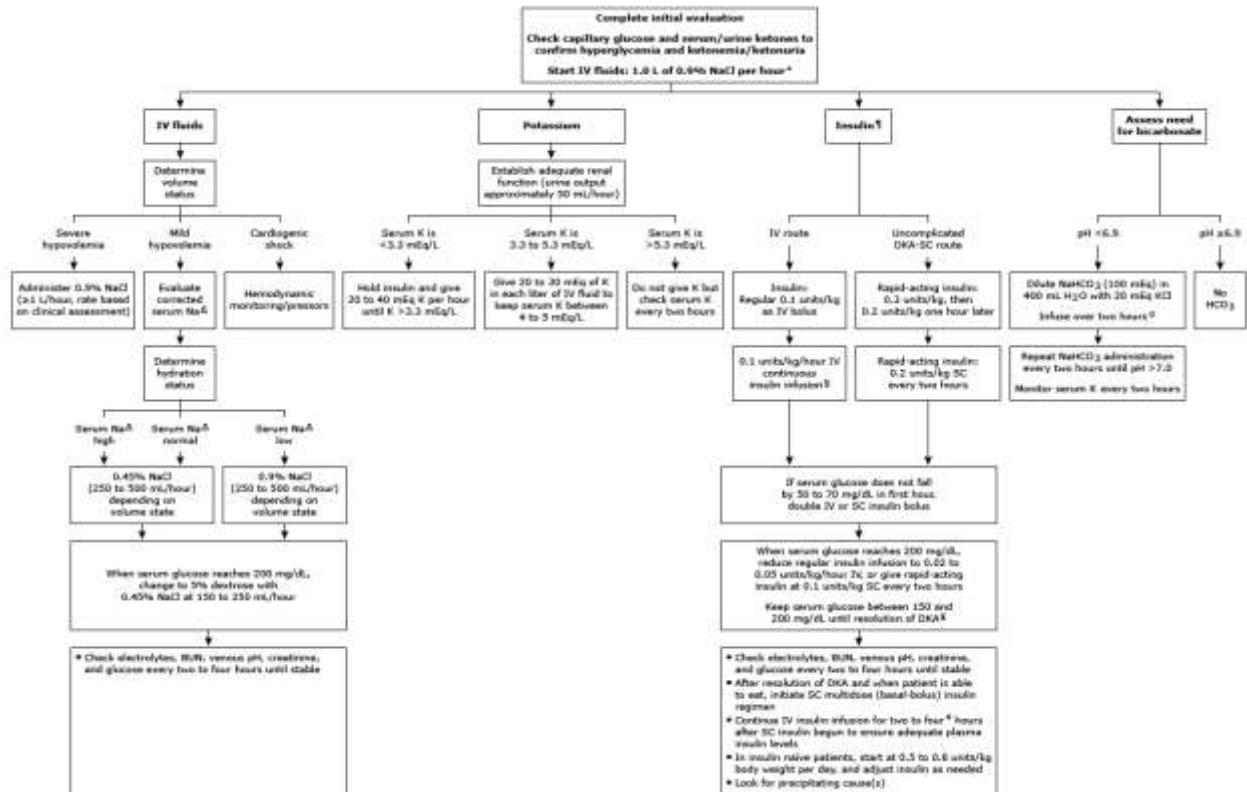 Complete initial evaluation
Check capillary glucose and serum/urine ketones to
confirm hyperglycemia and ketonemia/ketonuria
Start IV fluids: 1.0 L of 0.9% NaCl per hour*
IV fluids
Determine
volume
status
Severe
hypovolemia
Mild
hypovolemia
Cardiogenic
shock
Administer 0.9% NaCl
(≥1 L/hour, rate based
on clinical assessment)
Evaluate
corrected
serum NaΔ
Hemodynamic
monitoring/pressors
Determine
hydration
status
Serum NaΔ
high
Serum NaΔ
normal
Serum NaΔ
low
0.45% NaCl
(250 to 500 mL/hour)
depending on
volume state
0.9% NaCl
(250 to 500 mL/hour)
depending on
volume state
When serum glucose reaches 200 mg/dL,
change to 5% dextrose with
0.45% NaCl at 150 to 250 mL/hour
• Check electrolytes, BUN, venous pH, creatinine,
and glucose every two to four hours until stable
Potassium
Establish adequate renal
function (urine output
approximately 50 mL/hour)
Serum K is
<3.3 mEq/L
Serum K is
3.3 to 5.3 mEq/L
Serum K is
>5.3 mEq/L
Hold insulin and give
20 to 40 mEq K per hour
until K >3.3 mEq/L
Give 20 to 30 mEq of K
in each liter of IV fluid to
keep serum K between
4 to 5 mEq/L
Do not give K but
check serum K
every two hours
Insulin¶
IV route
Uncomplicated
DKA-SC route
Insulin:
Regular 0.1 units/kg
as IV bolus
Rapid-acting insulin:
0.3 units/kg, then
0.2 units/kg one hour later
0.1 units/kg/hour IV
continuous
insulin infusion§
Rapid-acting insulin:
0.2 units/kg SC
every two hours
If serum glucose does not fall
by 50 to 70 mg/dL in first hour,
double IV or SC insulin bolus
When serum glucose reaches 200 mg/dL,
reduce regular insulin infusion to 0.02 to
0.05 units/kg/hour IV, or give rapid-acting
insulin at 0.1 units/kg SC every two hours
Keep serum glucose between 150 and
200 mg/dL until resolution of DKA¥
• Check electrolytes, BUN, venous pH, creatinine,
and glucose every two to four hours until stable
• After resolution of DKA and when patient is able
to eat, initiate SC multidose (basal-bolus) insulin
regimen
• Continue IV insulin infusion for two to four hours
after SC insulin begun to ensure adequate plasma
insulin levels
• In insulin naive patients, start at 0.5 to 0.8 units/kg
body weight per day, and adjust insulin as needed
• Look for precipitating cause(s)
Assess need
for bicarbonate
pH <6.9
pH ≥6.9
Dilute NaHCO₃ (100 mEq) in
400 mL H₂O with 20 mEq KCl
Infuse over two hours◊
No
HCO₃
Repeat NaHCO₃ administration
every two hours until pH >7.0
Monitor serum K every two hours